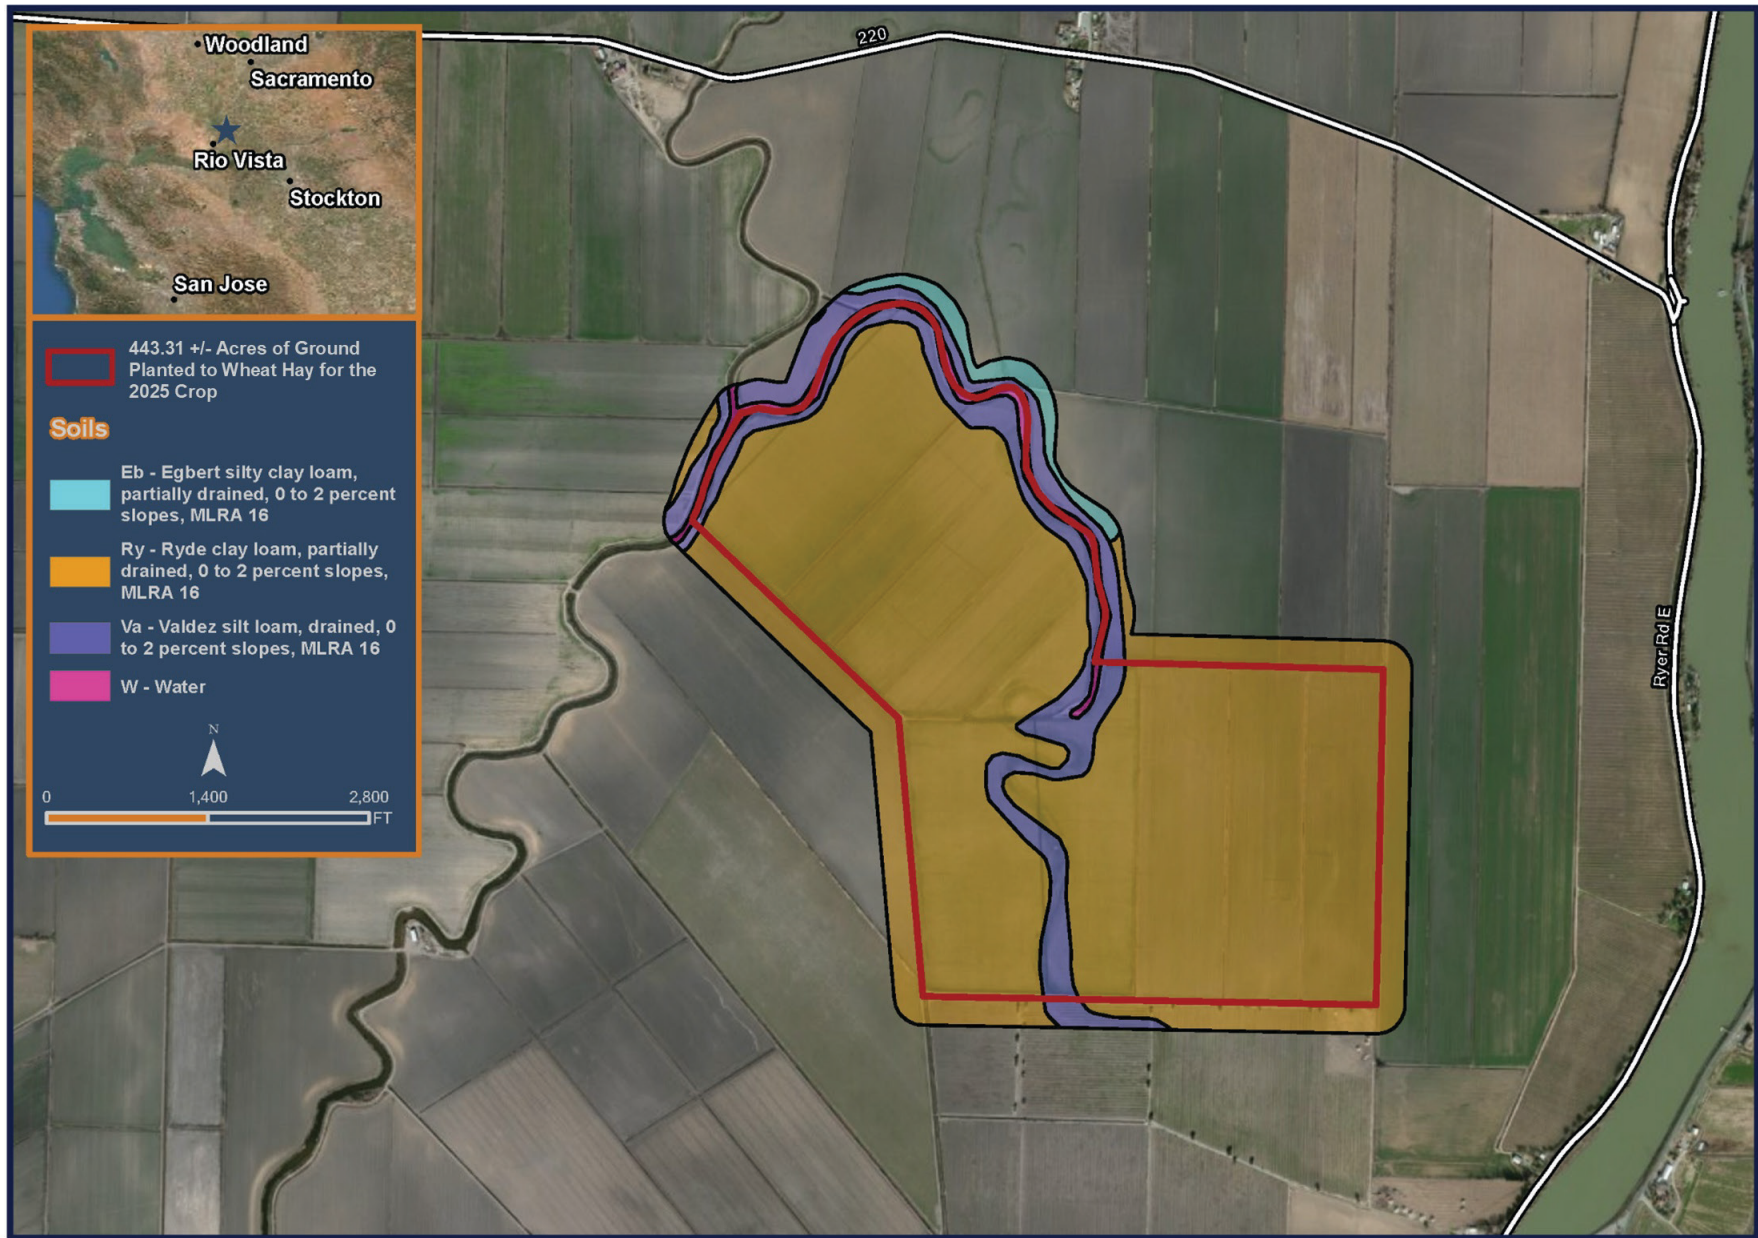 Woodland
Sacramento
Rio Vista
Stockton
San Jose
443.31 +/- Acres of Ground
Planted to Wheat Hay for the
2025 Crop
Soils
Eb - Egbert silty clay loam,
partially drained, 0 to 2 percent
slopes, MLRA 16
Ry - Ryde clay loam, partially
drained, 0 to 2 percent slopes,
MLRA 16
Va - Valdez silt loam, drained, 0
to 2 percent slopes, MLRA 16
W - Water
N
0 1,400 2,800
FT
220
Ryer Rd E